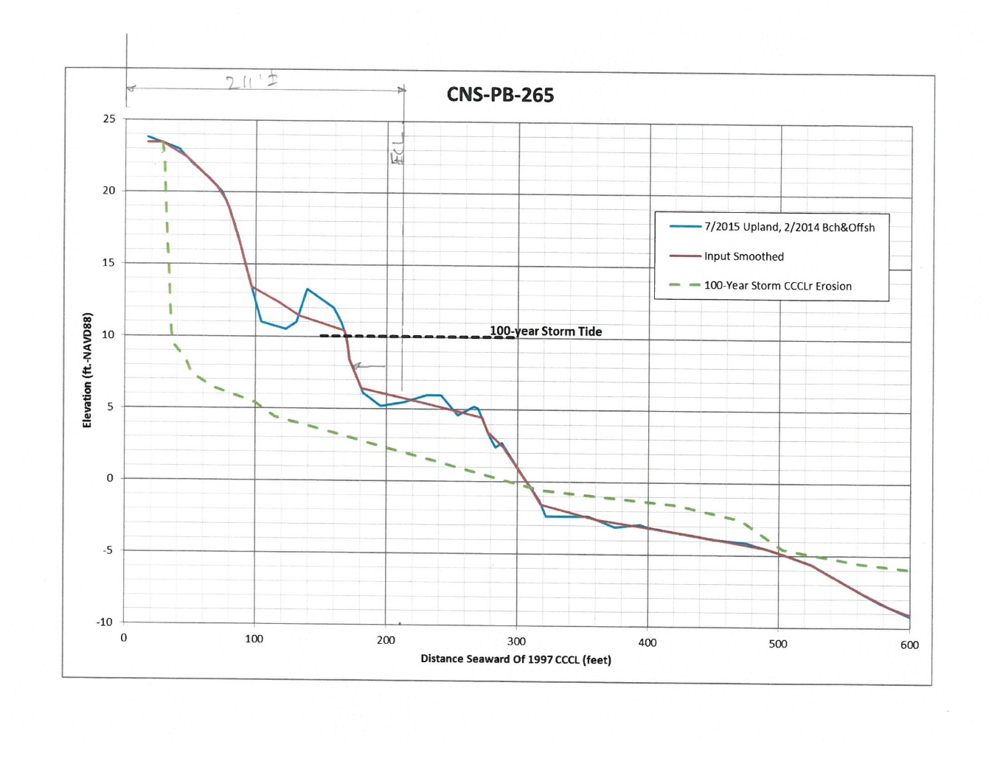 211'±
CNS-PB-265
ECL
25
20
15
10
5
0
-5
-10
Elevation (ft.-NAVD88)
7/2015 Upland, 2/2014 Bch&Offsh
Input Smoothed
100-Year Storm CCCLr Erosion
100-year Storm Tide
0 100 200 300 400 500 600
Distance Seaward Of 1997 CCCL (feet)